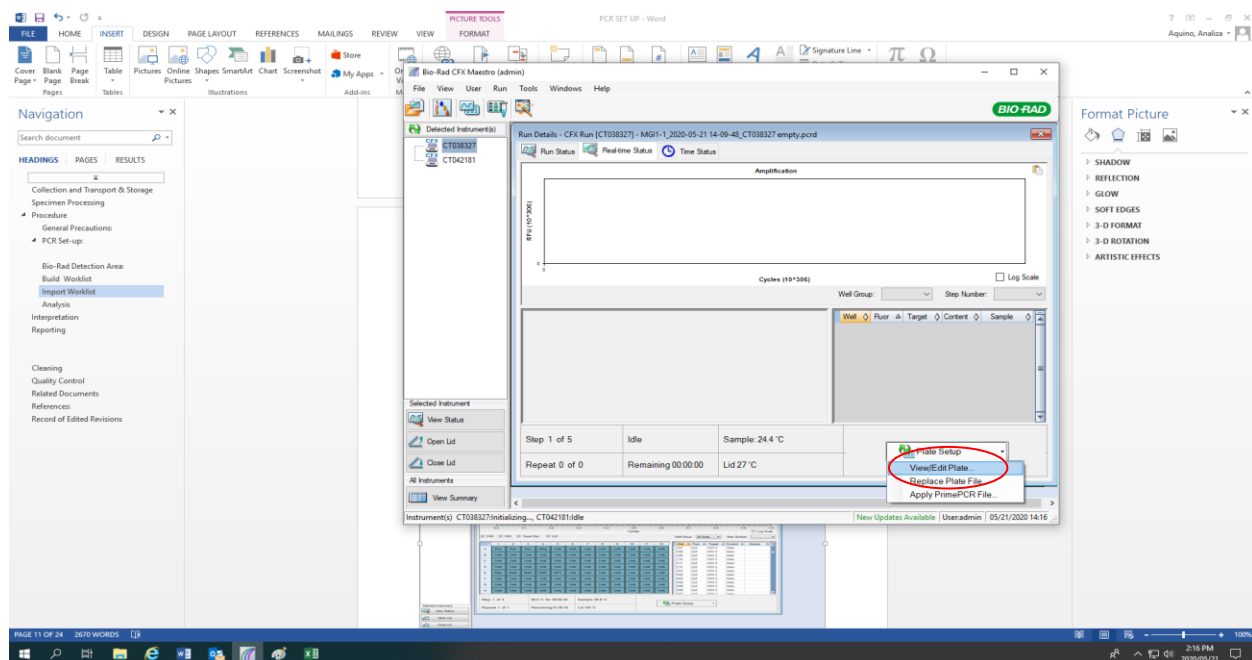 PICTURE TOOLS PCR SET UP - Word
FILE HOME INSERT DESIGN PAGE LAYOUT REFERENCES MAILINGS REVIEW VIEW FORMAT Aquino, Analiza
Cover Page Blank Page Page Break Table Pictures Online Pictures Shapes SmartArt Chart Screenshot Store My Apps Signature Line
Pages Tables Illustrations Add-ins
Bio-Rad CFX Maestro (admin)
File View User Run Tools Windows Help
BIO-RAD
Detected Instrument(s)
CFX CT038327
CFX CT042181
Run Details - CFX Run [CT038327] - MGI1-1_2020-05-21 14-09-48_CT038327 empty.pcrd
Run Status Real-time Status Time Status
Amplification
RFU (10^306)
0
0
Cycles (10^306)
Log Scale
Well Group: Step Number:
Well Fluor Target Content Sample
Selected Instrument
View Status
Open Lid
Close Lid
All Instruments
View Summary
Step 1 of 5 Idle Sample: 24.4 °C
Repeat 0 of 0 Remaining 00:00:00 Lid:27 °C
Plate Setup
View/Edit Plate...
Replace Plate File
Apply PrimePCR File...
Instrument(s) CT038327:Initializing..., CT042181:Idle New Updates Available User:admin 05/21/2020 14:16
Navigation
Search document
HEADINGS PAGES RESULTS
Collection and Transport & Storage
Specimen Processing
Procedure
General Precautions:
PCR Set-up:
Bio-Rad Detection Area:
Build Worklist
Import Worklist
Analysis
Interpretation
Reporting
Cleaning
Quality Control
Related Documents
References:
Record of Edited Revisions
Format Picture
SHADOW
REFLECTION
GLOW
SOFT EDGES
3-D FORMAT
3-D ROTATION
ARTISTIC EFFECTS
PAGE 11 OF 24 2670 WORDS 100%
2:16 PM
2020/05/21